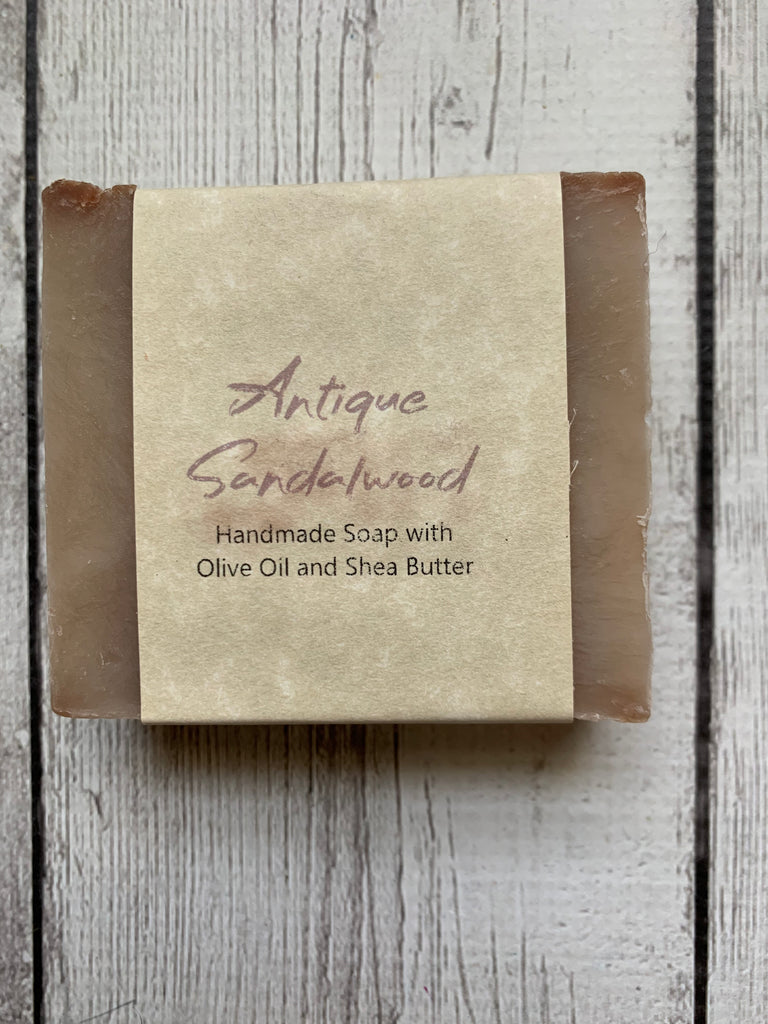 Antique
Sandalwood
Handmade Soap with
Olive Oil and Shea Butter